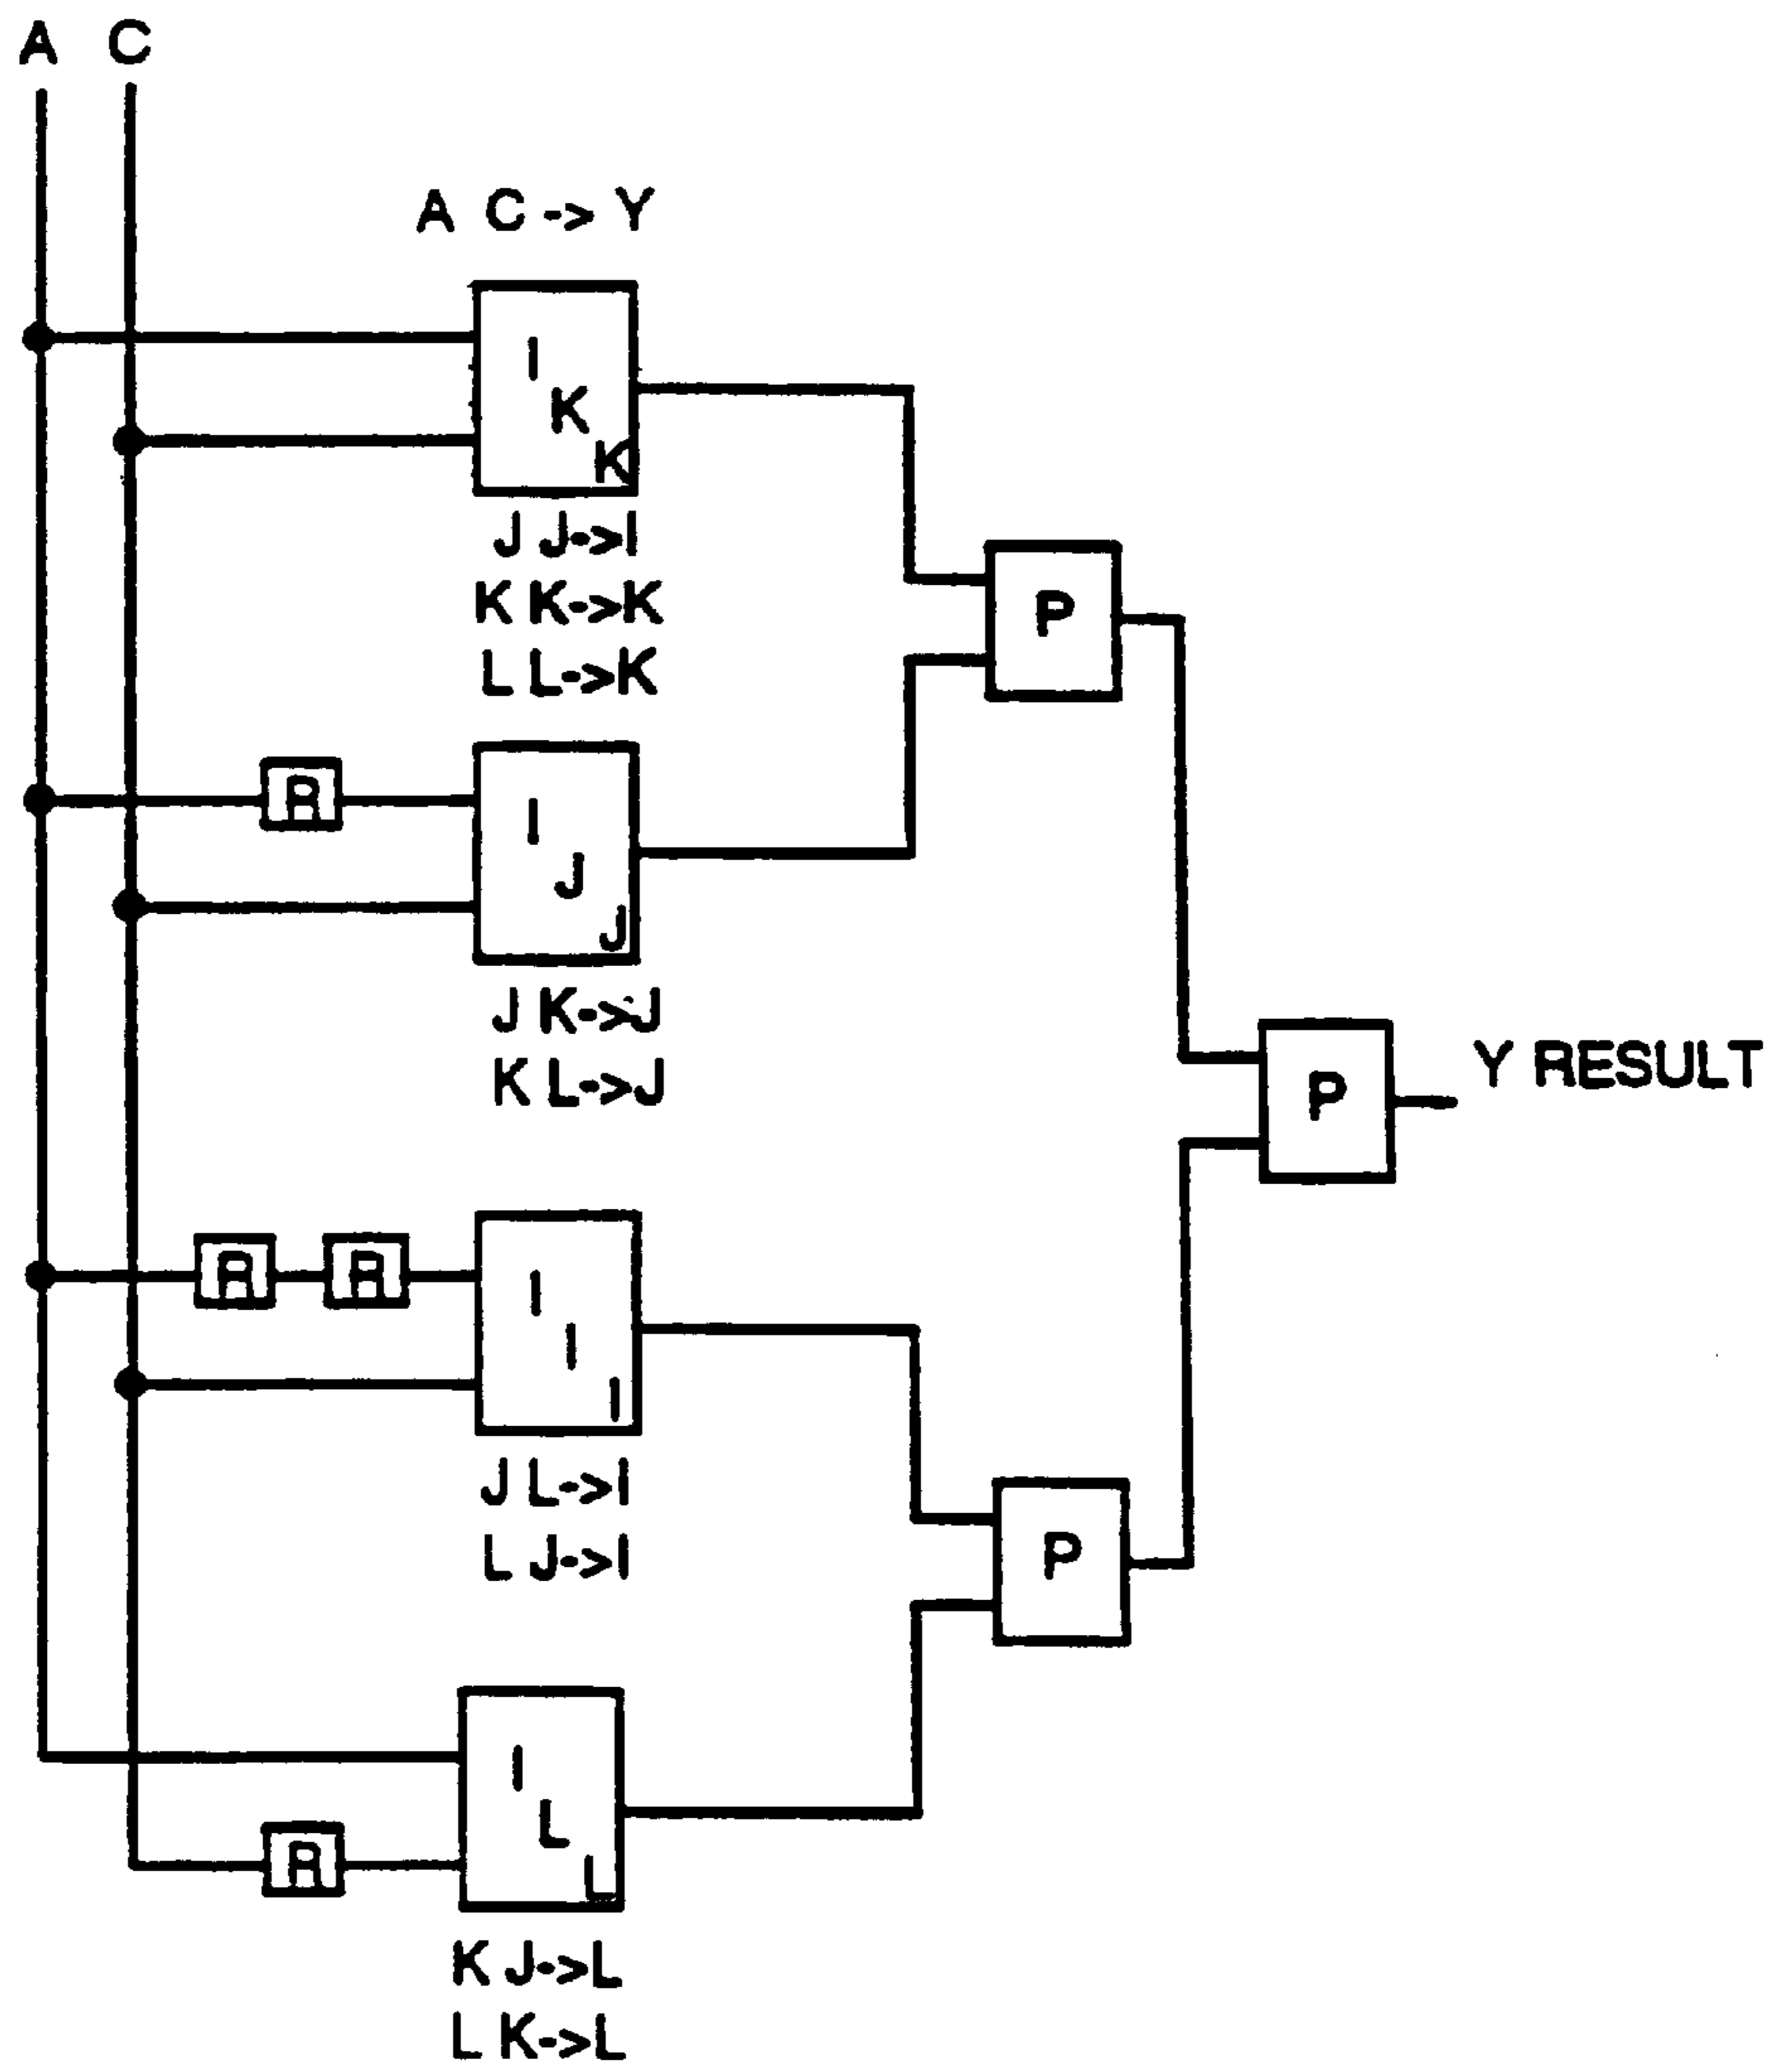 A C
A C -> Y
I
K
K
J J->I
K K->K
L L->K
P
R
I
J
J
J K->J
K L->J
P
Y RESULT
R R
I
I
I
J L->I
L J->I
P
I
L
L
R
K J->L
L K->L